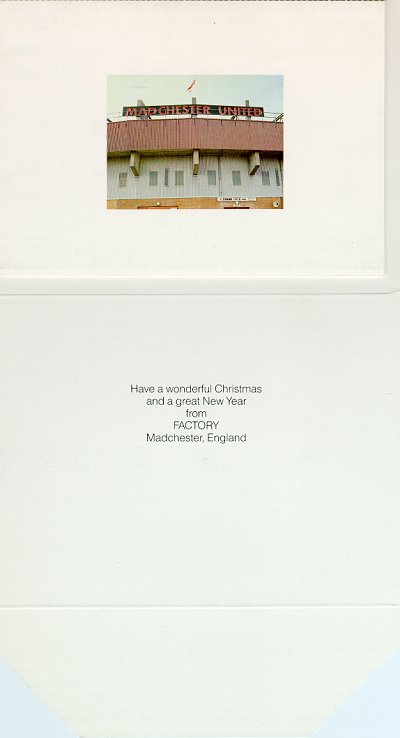 MADCHESTER UNITED
Have a wonderful Christmas
and a great New Year
from
FACTORY
Madchester, England